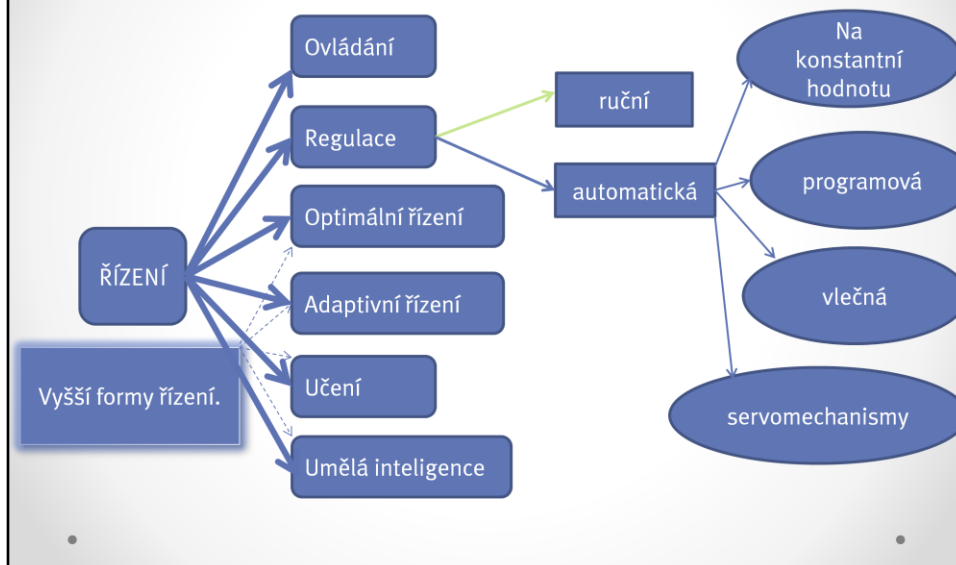 Ovládání
Regulace
Optimální řízení
Adaptivní řízení
Učení
Umělá inteligence
ŘÍZENÍ
Vyšší formy řízení.
ruční
automatická
Na
konstantní
hodnotu
programová
vlečná
servomechanismy